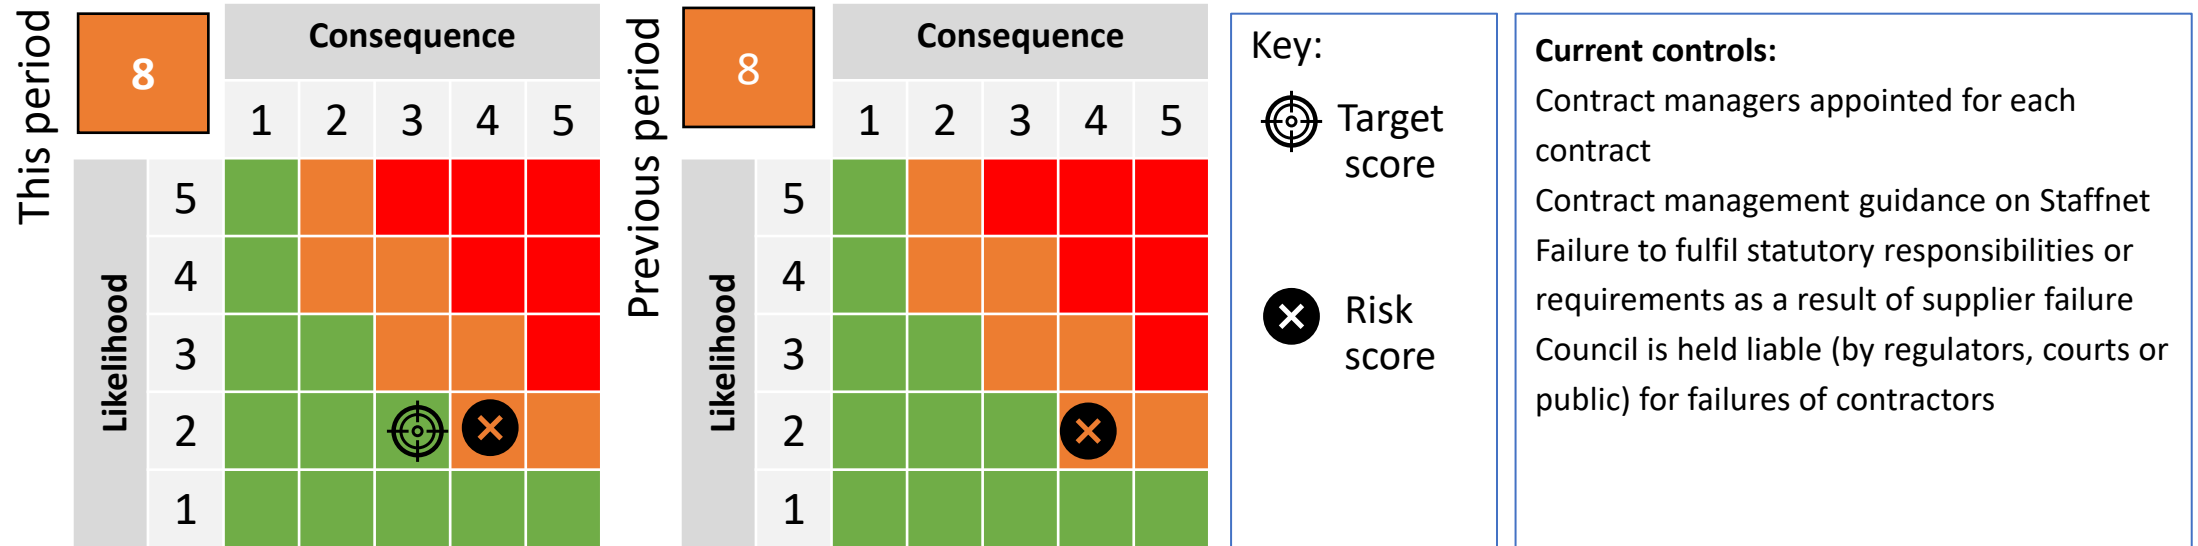 This period
8
Consequence
1 2 3 4 5
Likelihood
5
4
3
2
1
Previous period
8
Consequence
1 2 3 4 5
Likelihood
5
4
3
2
1
Key:
Target
score
Risk
score
Current controls:
Contract managers appointed for each
contract
Contract management guidance on Staffnet
Failure to fulfil statutory responsibilities or
requirements as a result of supplier failure
Council is held liable (by regulators, courts or
public) for failures of contractors